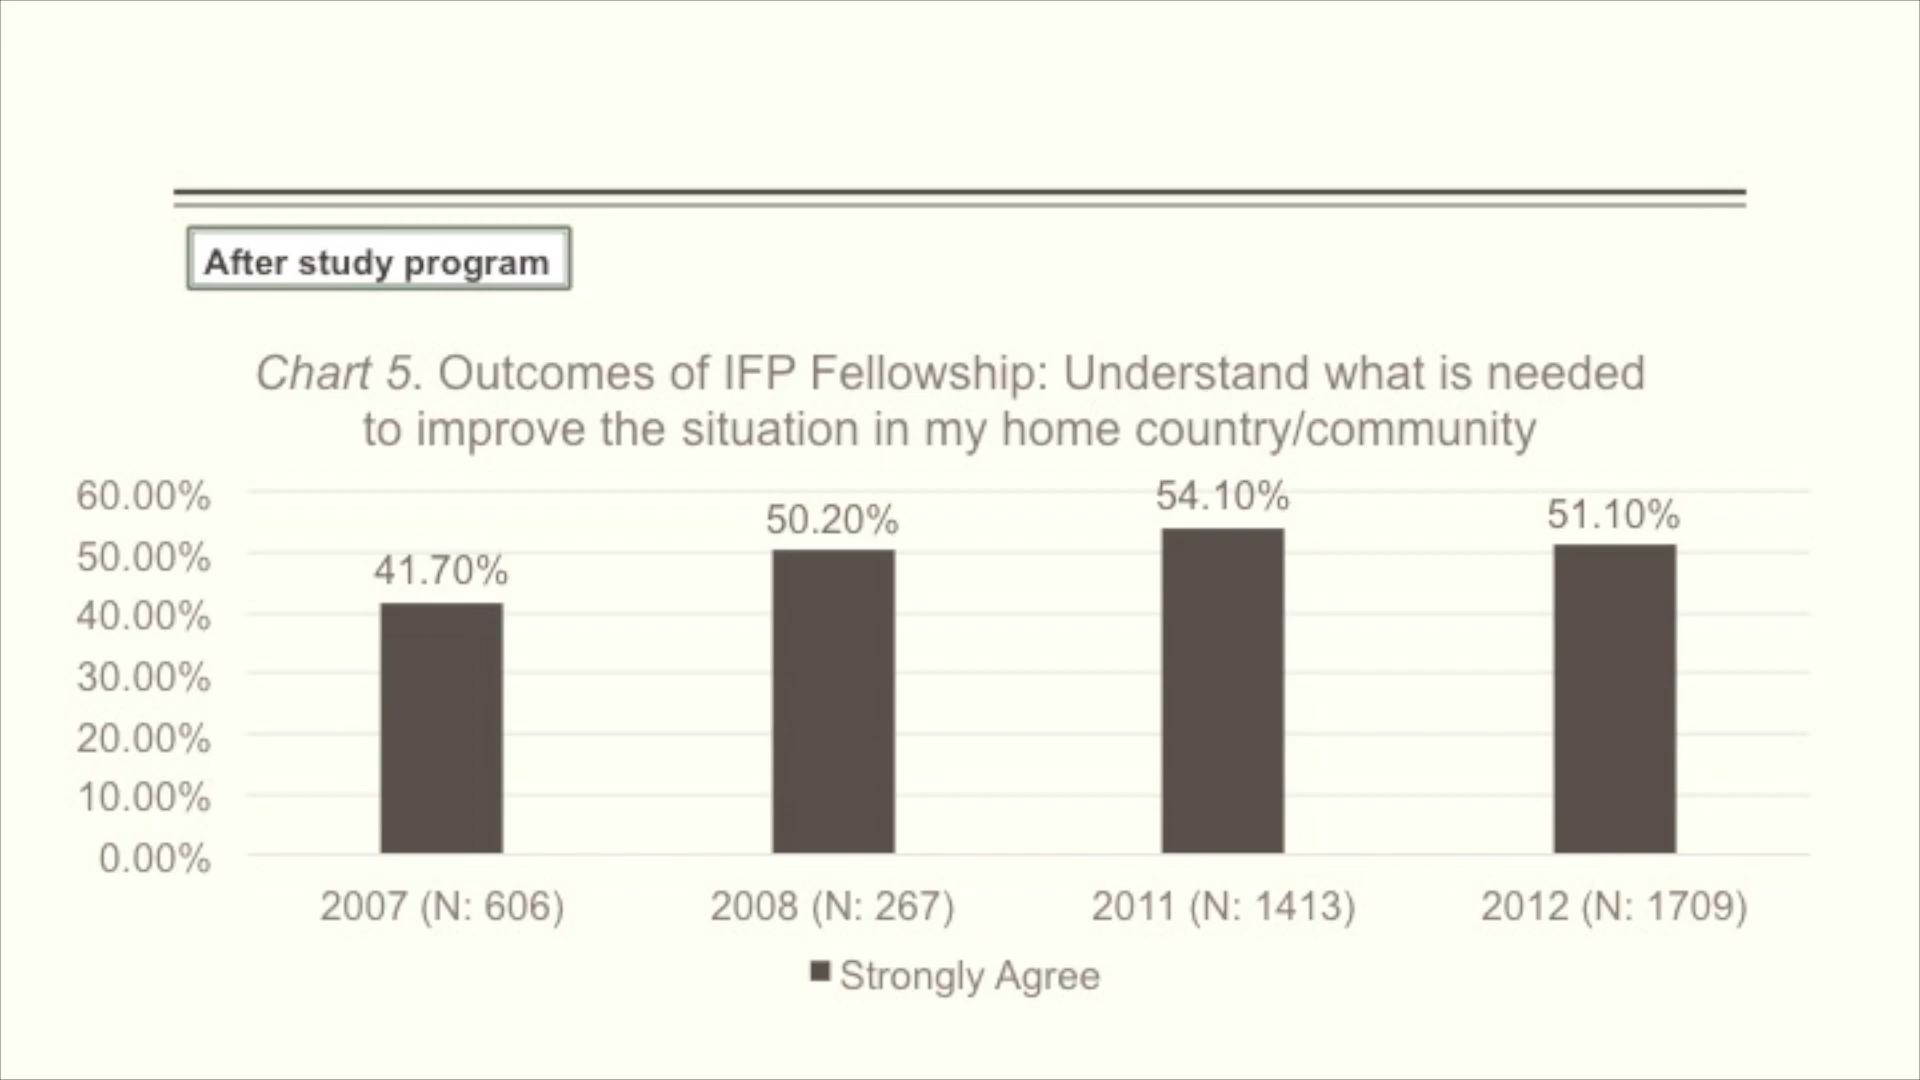 After study program
Chart 5. Outcomes of IFP Fellowship: Understand what is needed
to improve the situation in my home country/community
60.00%
50.00%
40.00%
30.00%
20.00%
10.00%
0.00%
41.70%
50.20%
54.10%
51.10%
2007 (N: 606)
2008 (N: 267)
2011 (N: 1413)
2012 (N: 1709)
Strongly Agree